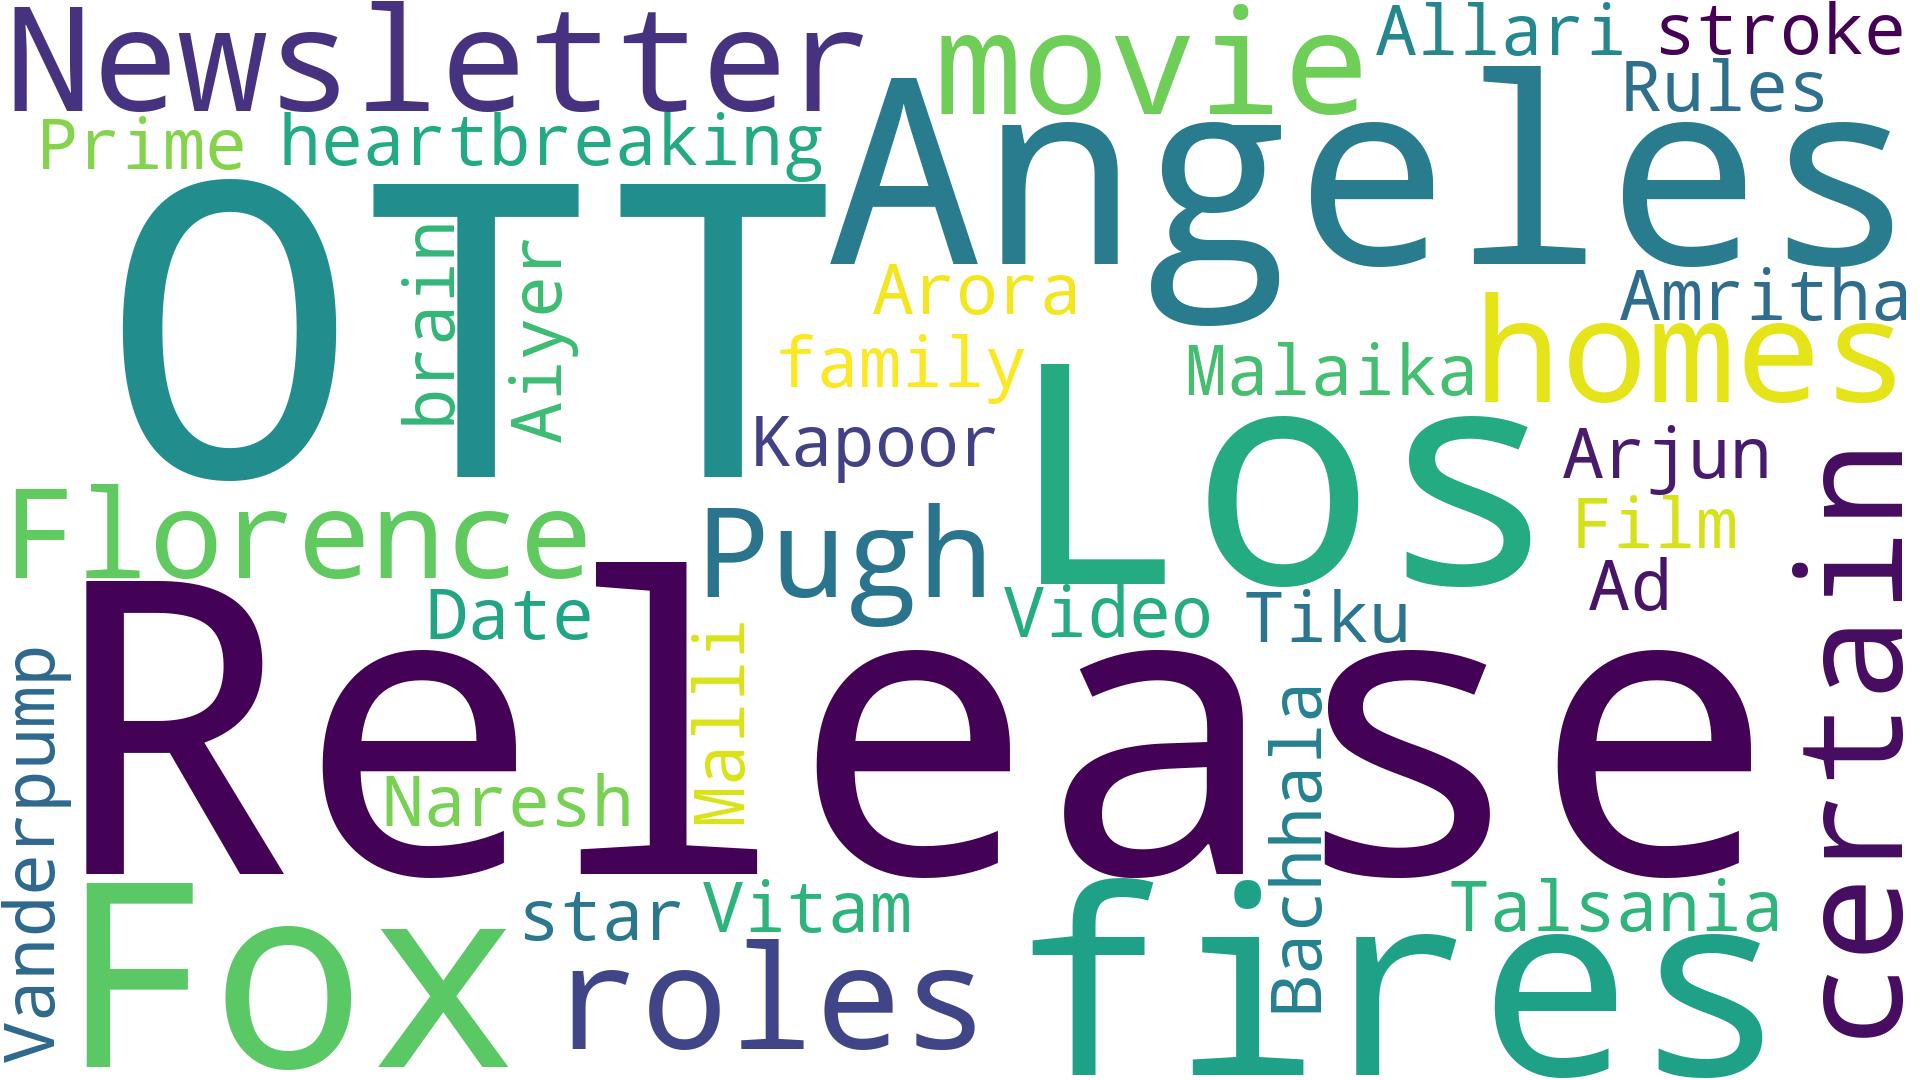 Newsletter
movie
Allari
stroke
Rules
Prime
heartbreaking
Angeles
OTT
brain
Aiyer
Arora
Amritha
family
Malaika
homes
Kapoor
Los
Arjun
certain
Florence
Pugh
Film
Ad
Date
Video
Tiku
Release
Malli
Vanderpump
Naresh
Bachhala
Fox
star
Vitam
Talsania
roles
fires